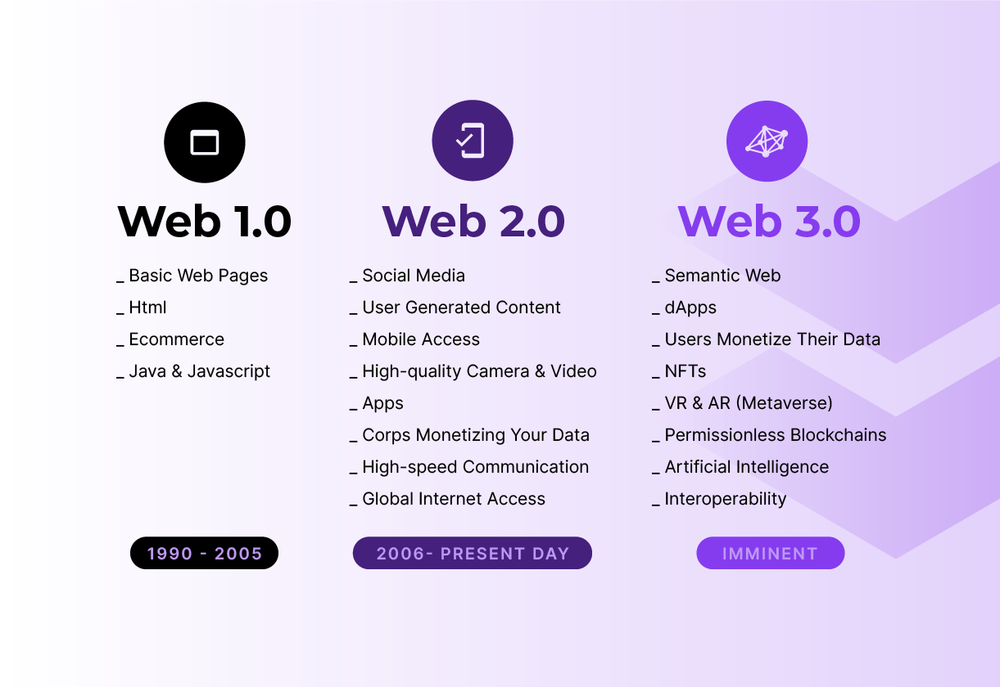 Web 1.0
_ Basic Web Pages
_ Html
_ Ecommerce
_ Java & Javascript
1990 - 2005
Web 2.0
_ Social Media
_ User Generated Content
_ Mobile Access
_ High-quality Camera & Video
_ Apps
_ Corps Monetizing Your Data
_ High-speed Communication
_ Global Internet Access
2006- PRESENT DAY
Web 3.0
_ Semantic Web
_ dApps
_ Users Monetize Their Data
_ NFTs
_ VR & AR (Metaverse)
_ Permissionless Blockchains
_ Artificial Intelligence
_ Interoperability
IMMINENT